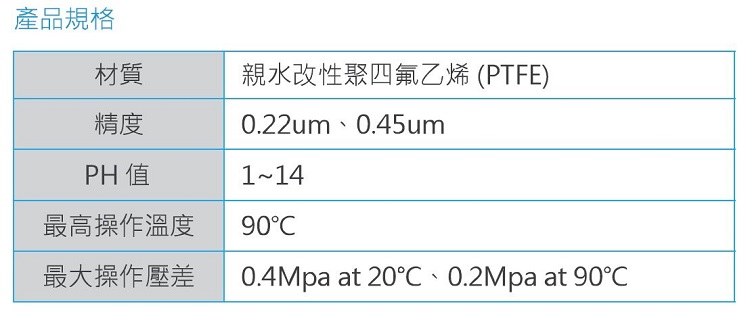 產品規格
材質 親水改性聚四氟乙烯 (PTFE)
精度 0.22um、0.45um
PH 值 1~14
最高操作溫度 90℃
最大操作壓差 0.4Mpa at 20℃、0.2Mpa at 90℃